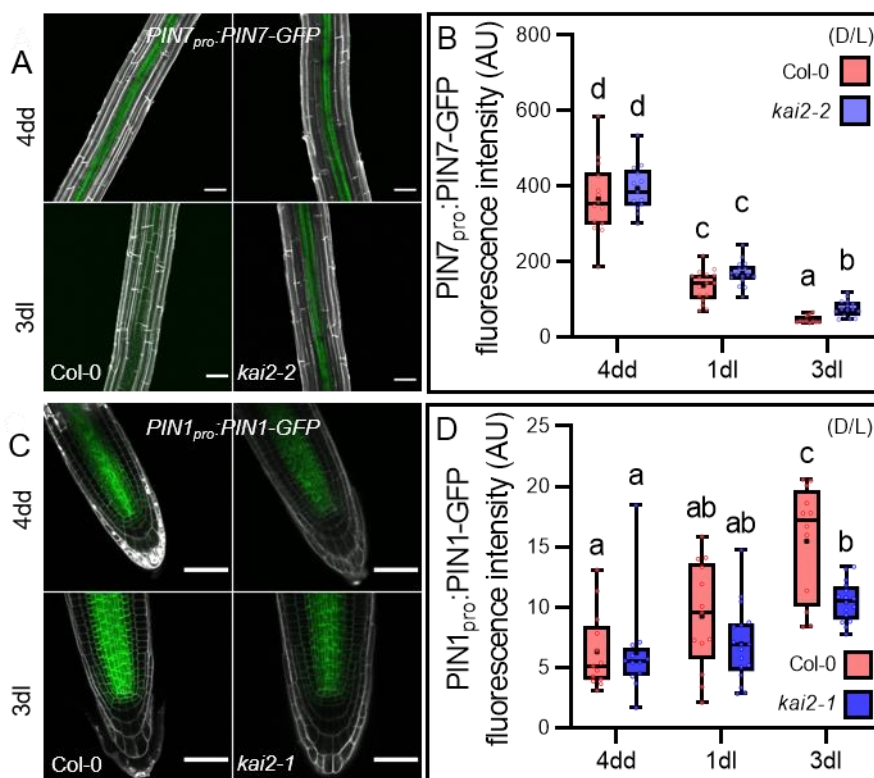 A
PIN7pro:PIN7-GFP
4dd
3dl
Col-0
kai2-2
B
(D/L)
Col-0
kai2-2
PIN7pro:PIN7-GFP
fluorescence intensity (AU)
800
600
400
200
0
d
d
c
c
a
b
4dd
1dl
3dl
C
PIN1pro:PIN1-GFP
4dd
3dl
Col-0
kai2-1
D
(D/L)
PIN1pro:PIN1-GFP
fluorescence intensity (AU)
25
20
15
10
5
0
a
a
ab
ab
c
b
Col-0
kai2-1
4dd
1dl
3dl